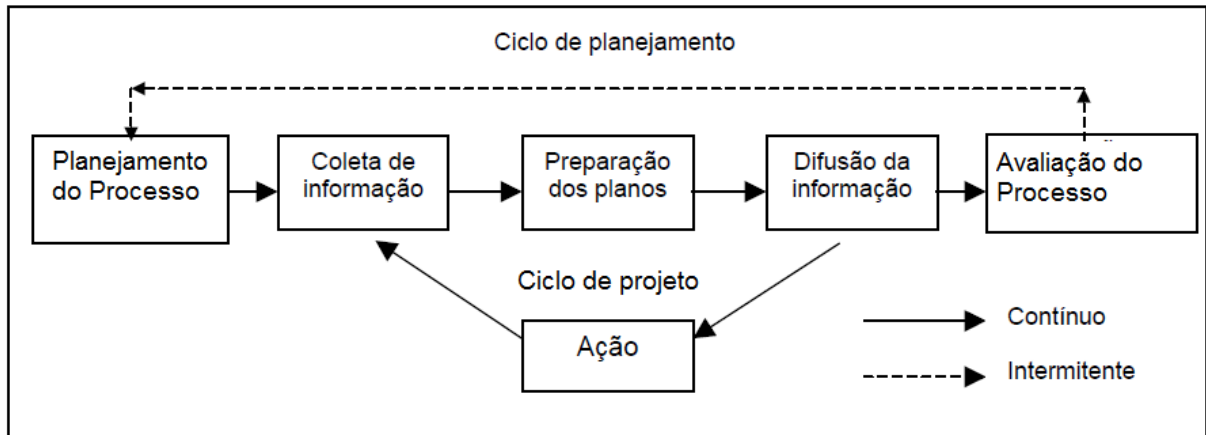 Ciclo de planejamento
Planejamento
do Processo
Coleta de
informação
Preparação
dos planos
Difusão da
informação
Avaliação do
Processo
Ciclo de projeto
Ação
Contínuo
Intermitente